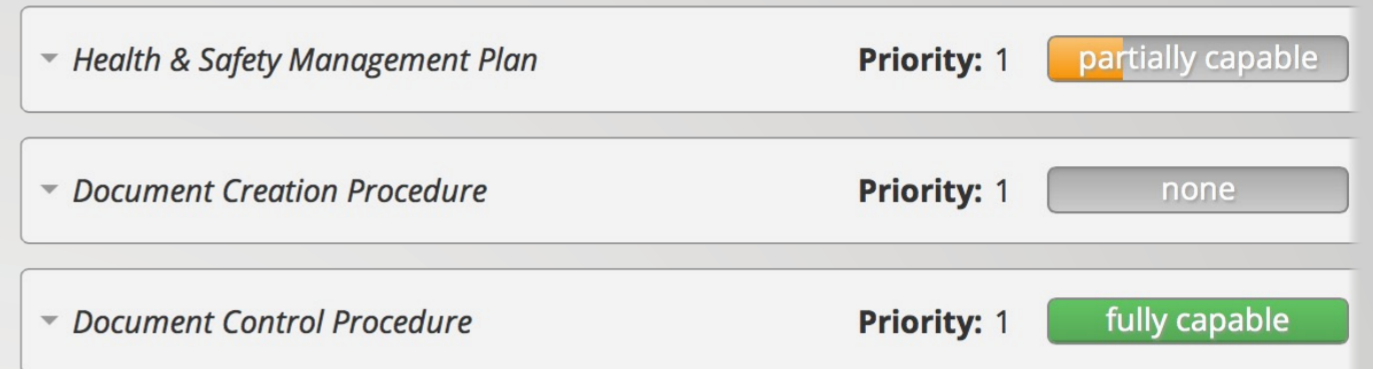 Health & Safety Management Plan Priority: 1 partially capable
Document Creation Procedure Priority: 1 none
Document Control Procedure Priority: 1 fully capable